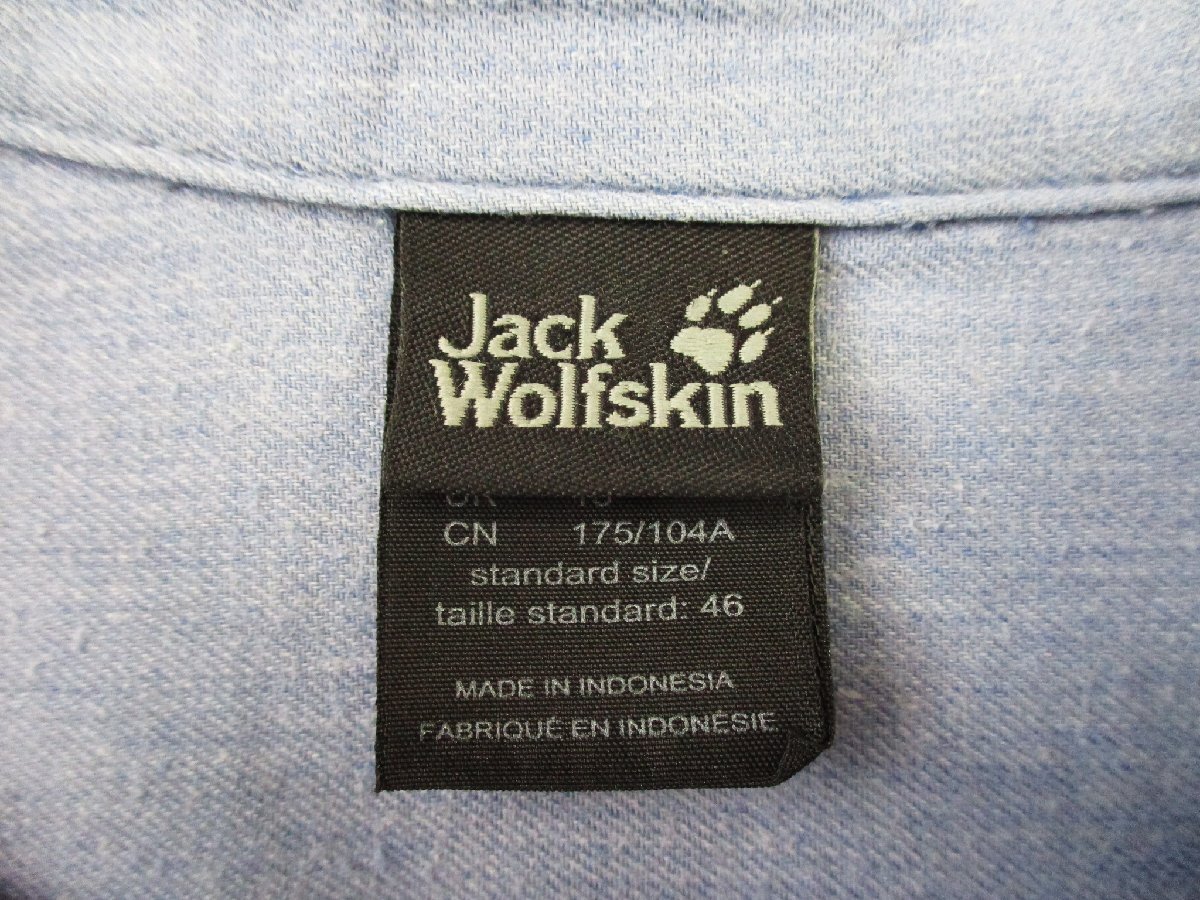 Jack
Wolfskin
CN 175/104A
standard size/
taille standard: 46
MADE IN INDONESIA
FABRIQUÉ EN INDONÉSIE